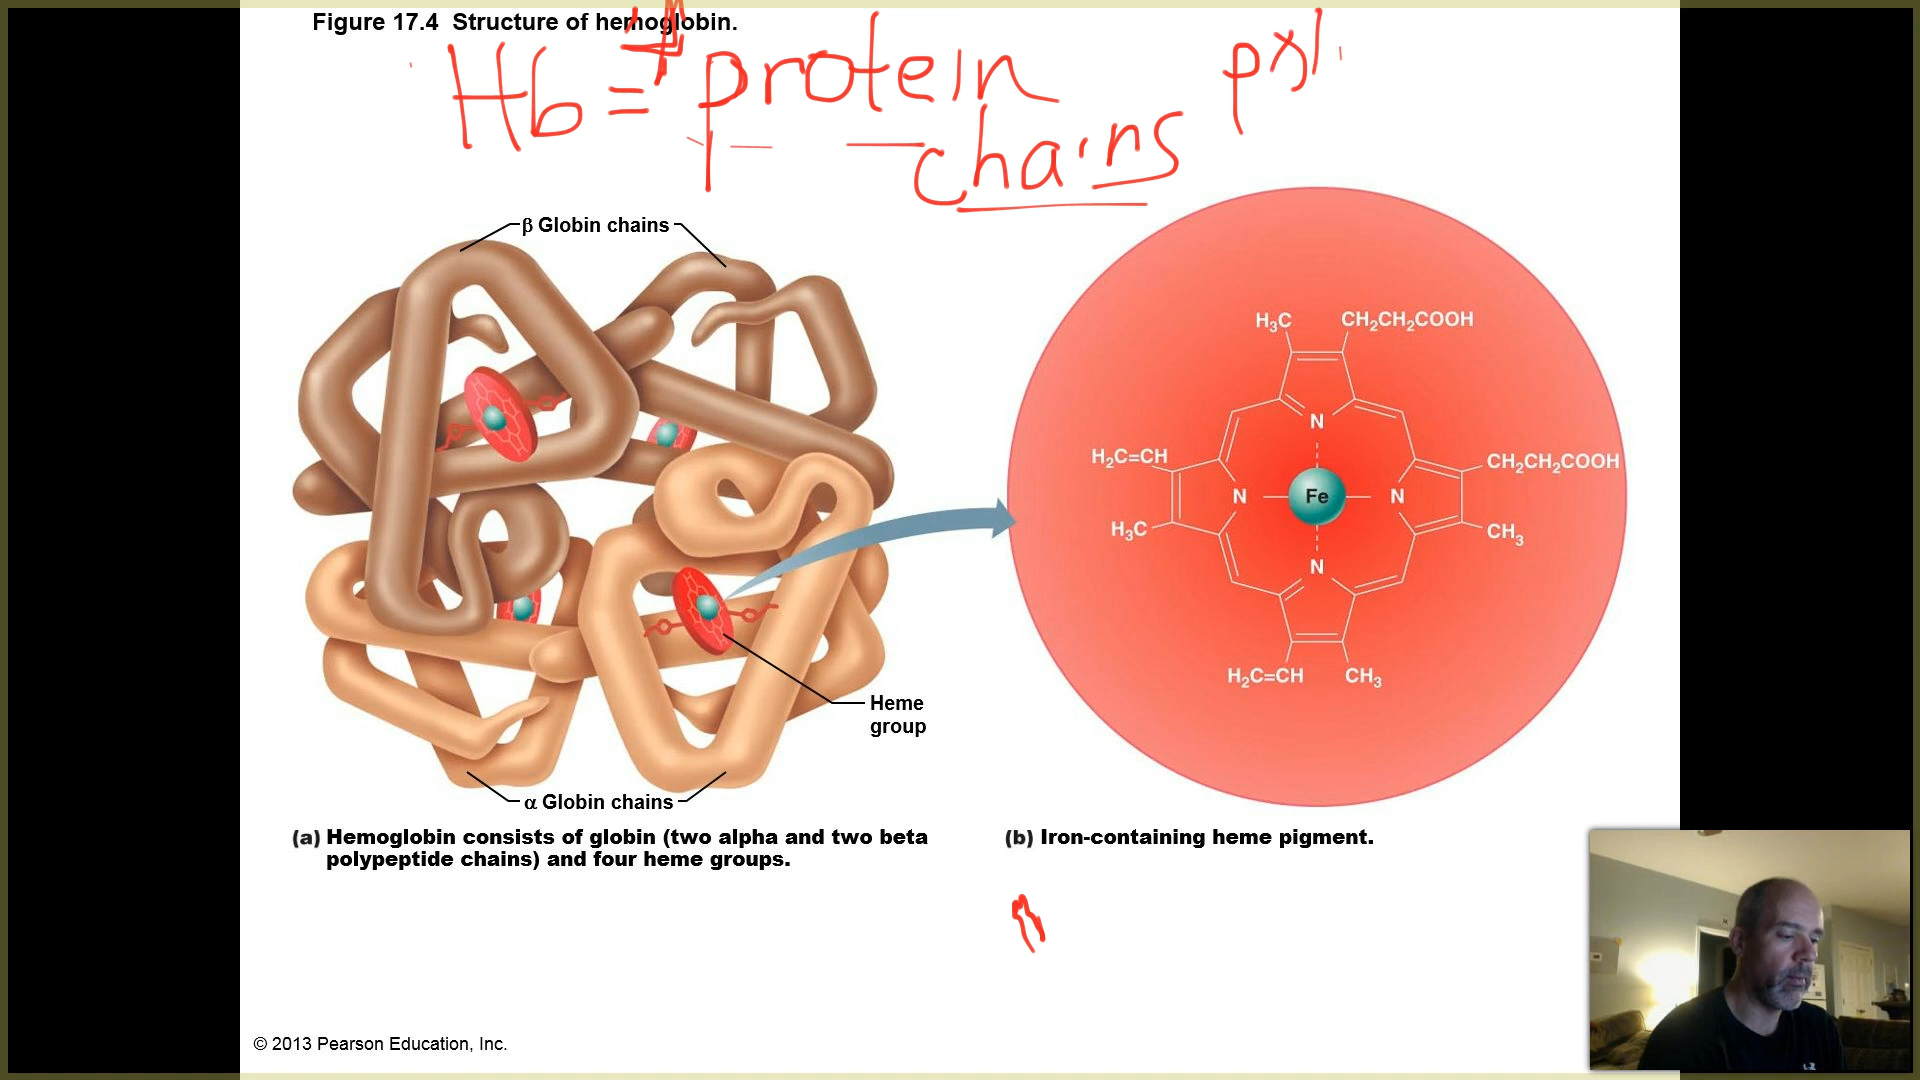 Figure 17.4 Structure of hemoglobin.
Hb = 4 protein
chains
β Globin chains
Heme
group
α Globin chains
(a) Hemoglobin consists of globin (two alpha and two beta
polypeptide chains) and four heme groups.
H₃C
CH₂CH₂COOH
N
H₂C=CH
CH₂CH₂COOH
N
Fe
N
H₃C
CH₃
N
H₂C=CH
CH₃
(b) Iron-containing heme pigment.
© 2013 Pearson Education, Inc.